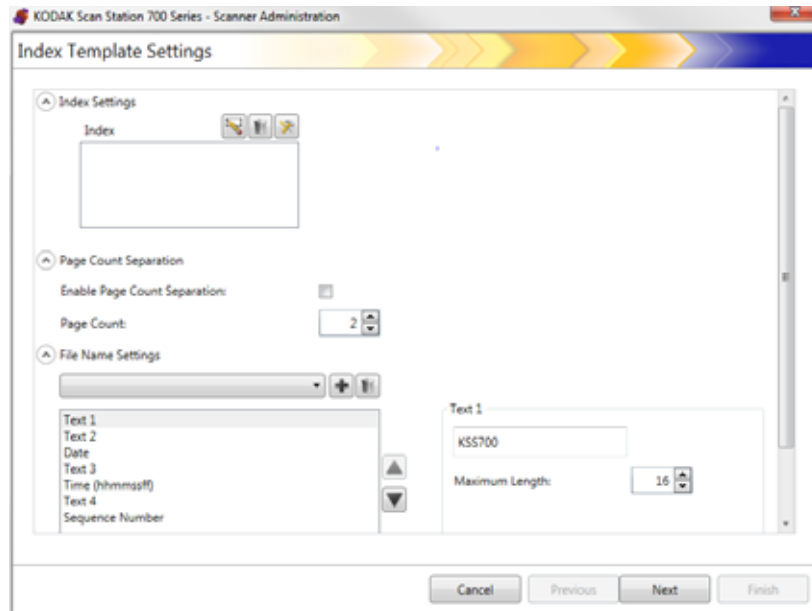 KODAK Scan Station 700 Series - Scanner Administration
Index Template Settings
Index Settings
Index
Page Count Separation
Enable Page Count Separation:
Page Count: 2
File Name Settings
Text 1
Text 2
Date
Text 3
Time (hhmmssff)
Text 4
Sequence Number
Text 1
KSS700
Maximum Length: 16
Cancel Previous Next Finish